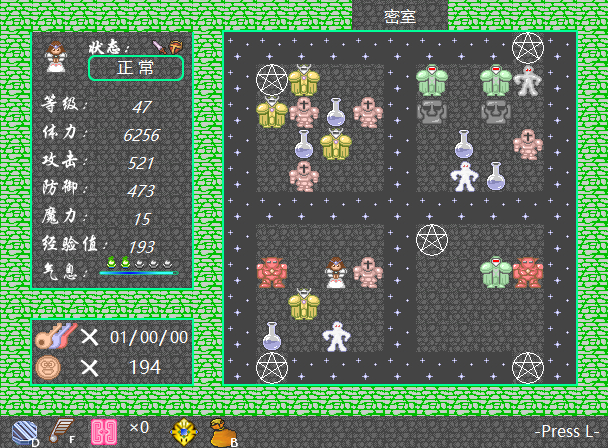 密室
状态：
正常
等级： 47
体力： 6256
攻击： 521
防御： 473
魔力： 15
经验值： 193
气息：
× 01/00/00
× 194
D
F
×0
B
-Press L-